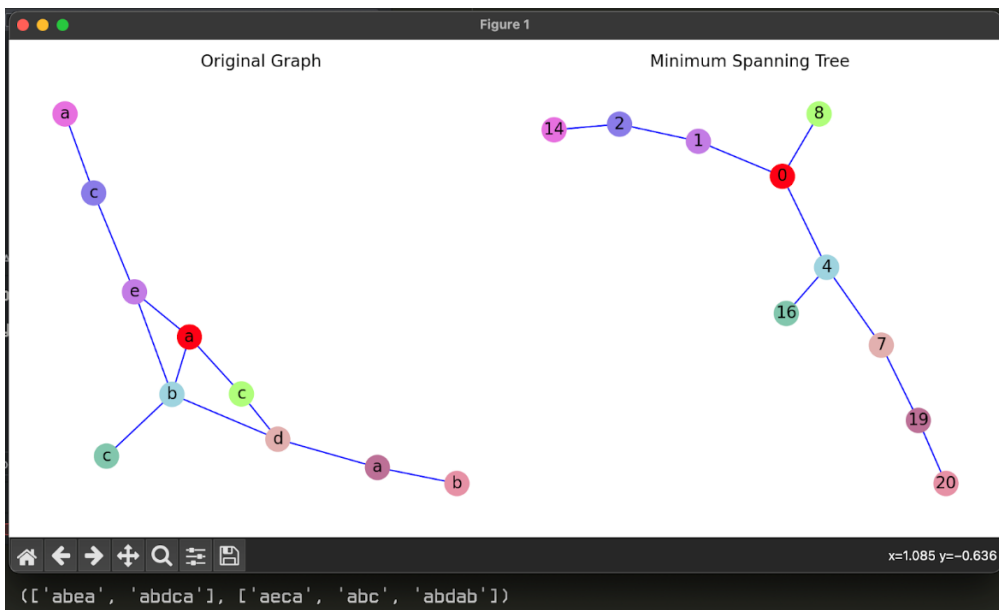 Figure 1
Original Graph
Minimum Spanning Tree
a
c
e
a
b
c
c
d
a
b
14
2
1
8
0
4
16
7
19
20
x=1.085 y=−0.636
(['abea', 'abdca'], ['aeca', 'abc', 'abdab'])